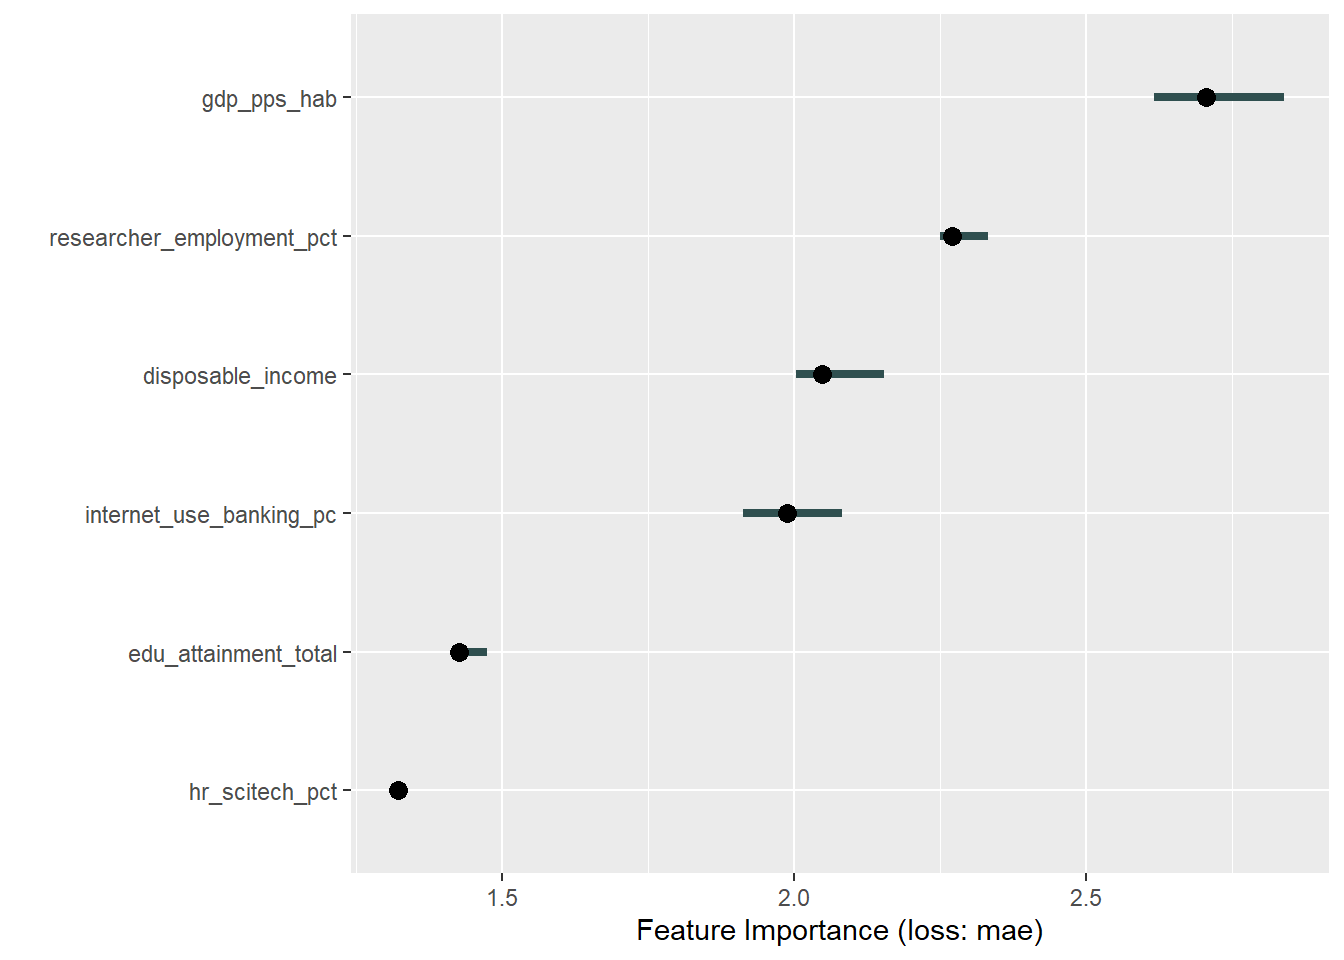 gdp_pps_hab
researcher_employment_pct
disposable_income
internet_use_banking_pc
edu_attainment_total
hr_scitech_pct
1.5 2.0 2.5
Feature Importance (loss: mae)